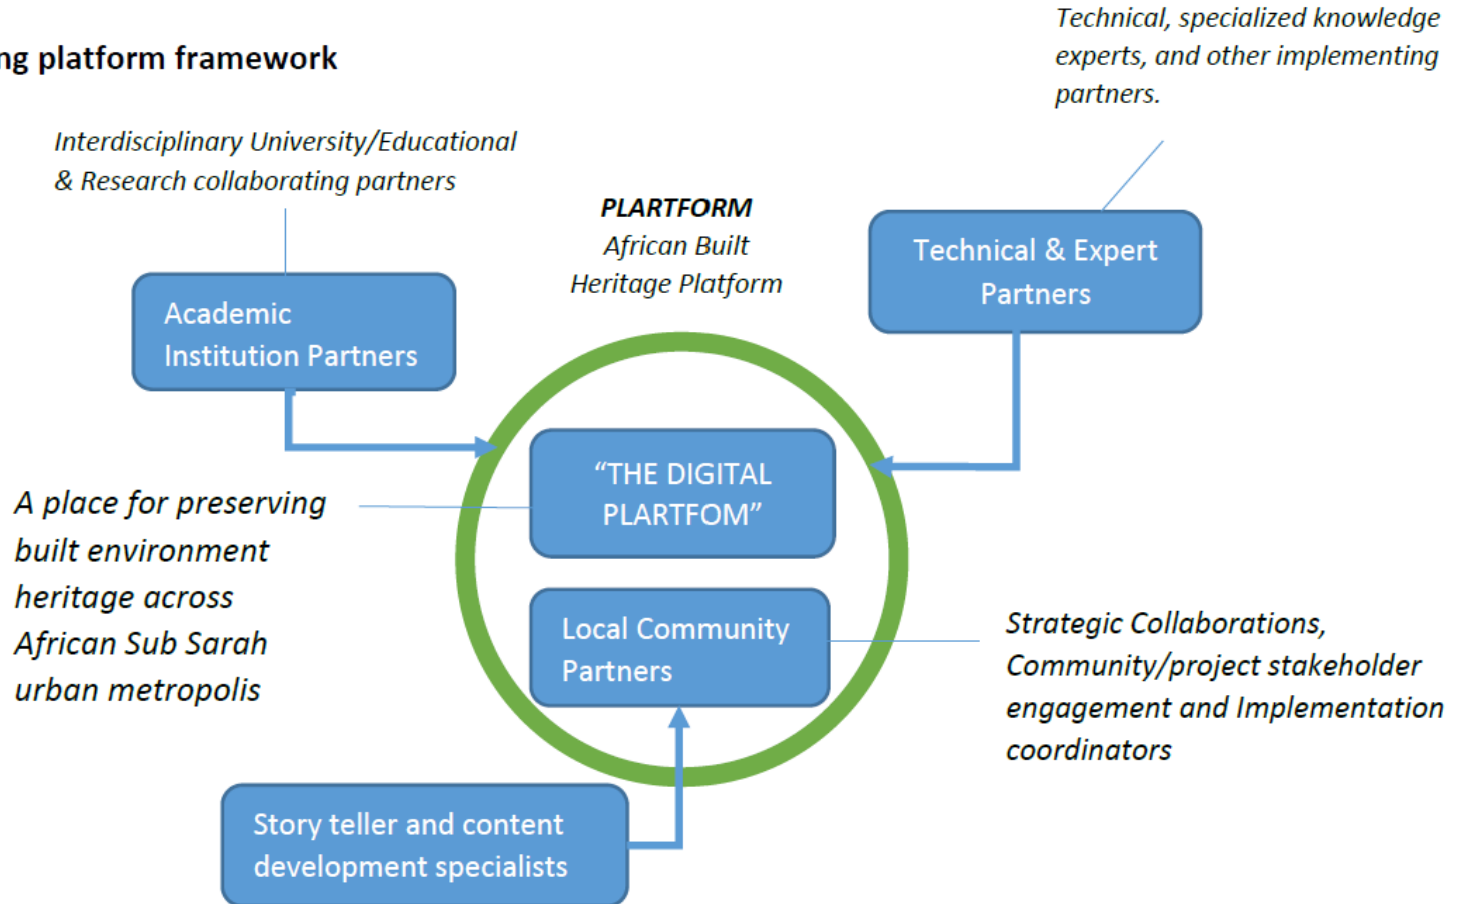 ng platform framework
Technical, specialized knowledge
experts, and other implementing
partners.
Interdisciplinary University/Educational
& Research collaborating partners
PLARTFORM
African Built
Heritage Platform
Technical & Expert
Partners
Academic
Institution Partners
“THE DIGITAL
PLARTFOM”
A place for preserving
built environment
heritage across
African Sub Sarah
urban metropolis
Local Community
Partners
Strategic Collaborations,
Community/project stakeholder
engagement and Implementation
coordinators
Story teller and content
development specialists